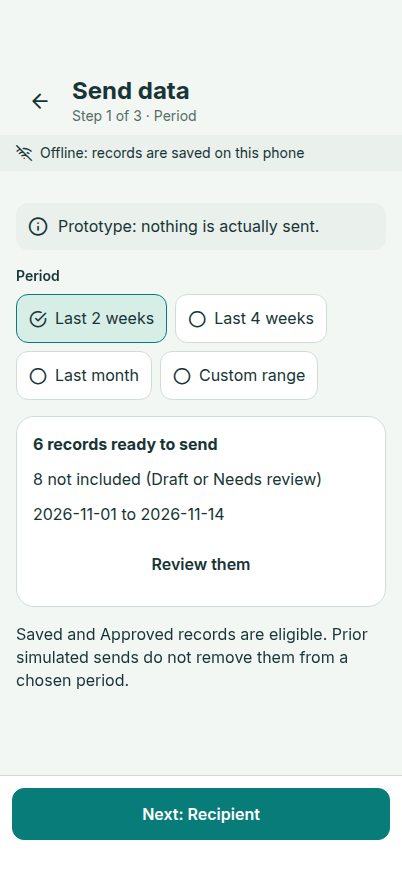 Send data
Step 1 of 3 · Period
Offline: records are saved on this phone
Prototype: nothing is actually sent.
Period
Last 2 weeks
Last 4 weeks
Last month
Custom range
6 records ready to send
8 not included (Draft or Needs review)
2026-11-01 to 2026-11-14
Review them
Saved and Approved records are eligible. Prior
simulated sends do not remove them from a
chosen period.
Next: Recipient